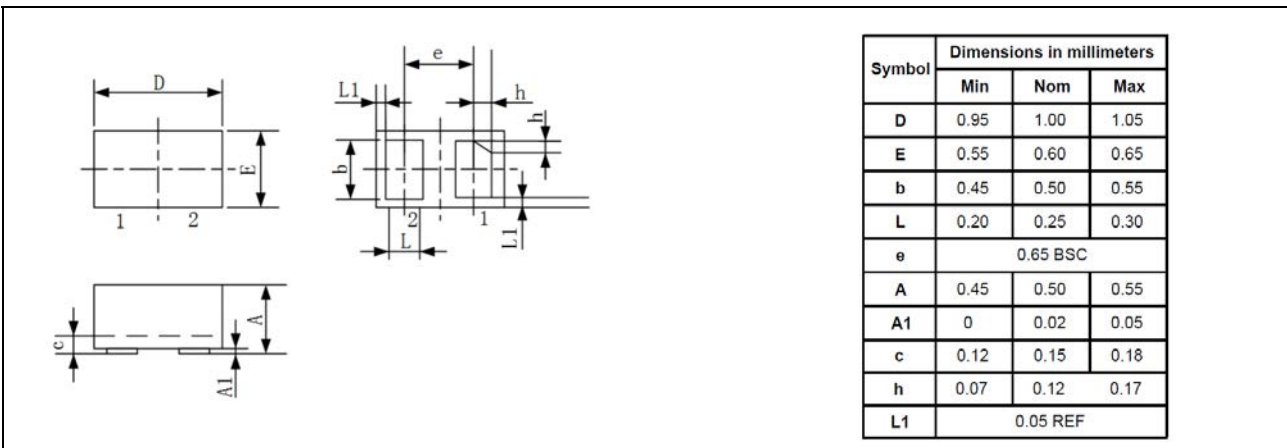 D
E
1 2
e
L1
h
h
b
2 1
L
L1
A
c
A1
Symbol Dimensions in millimeters
Min Nom Max
D 0.95 1.00 1.05
E 0.55 0.60 0.65
b 0.45 0.50 0.55
L 0.20 0.25 0.30
e 0.65 BSC
A 0.45 0.50 0.55
A1 0 0.02 0.05
c 0.12 0.15 0.18
h 0.07 0.12 0.17
L1 0.05 REF